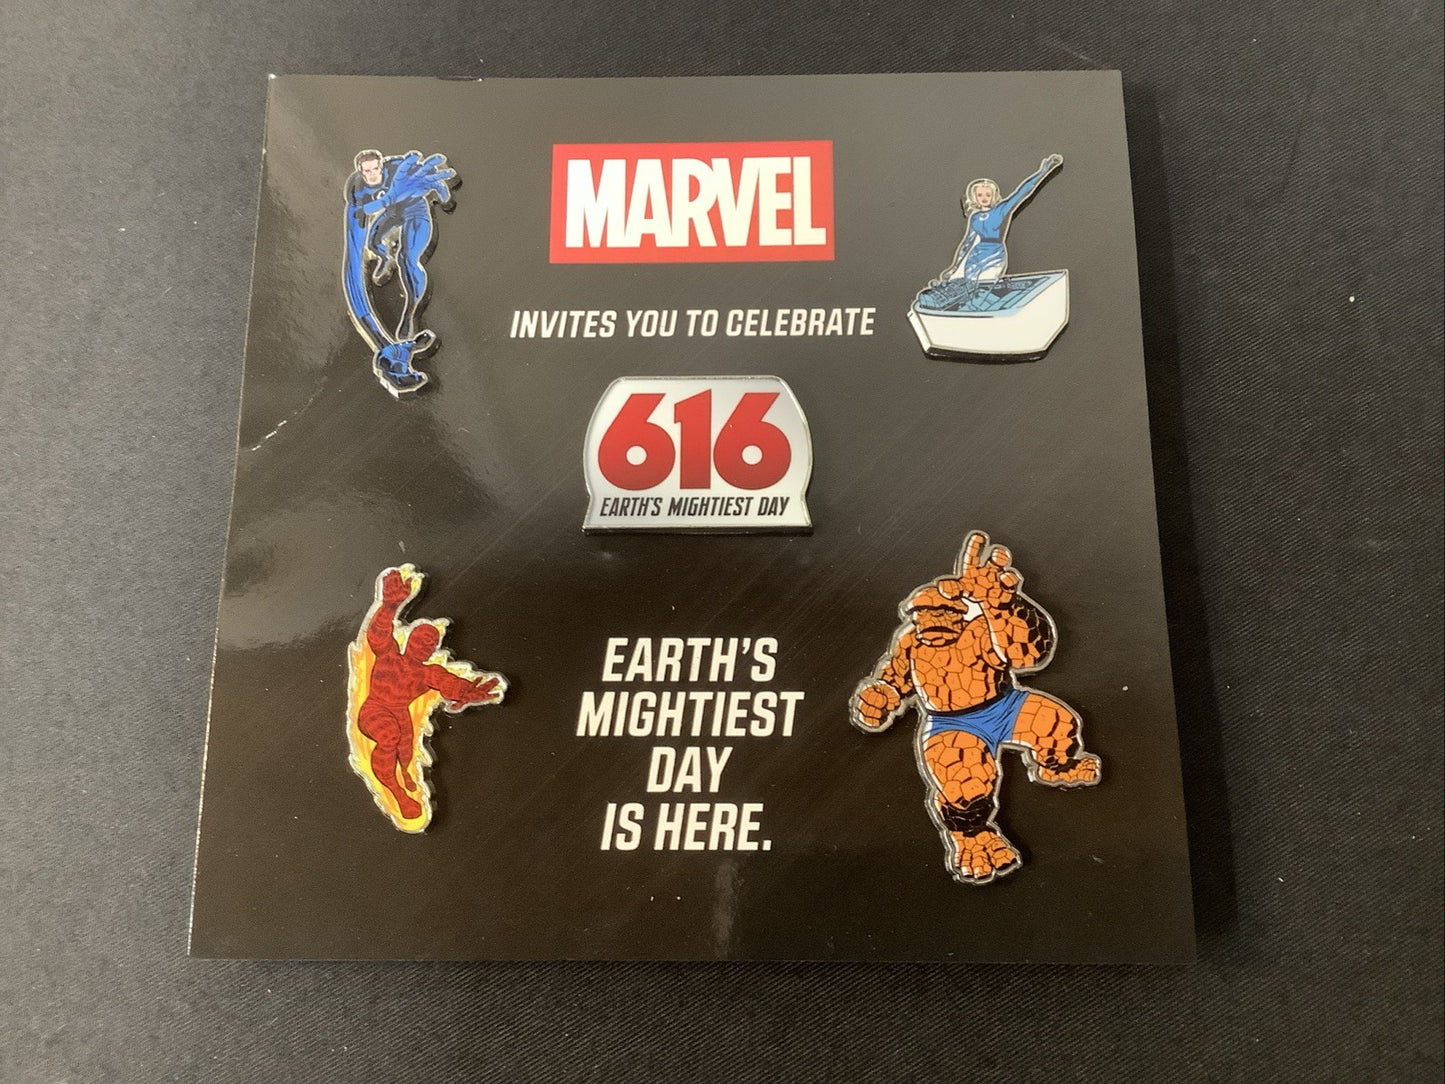 MARVEL
INVITES YOU TO CELEBRATE
616
EARTH'S MIGHTIEST DAY
EARTH'S
MIGHTIEST
DAY
IS HERE.